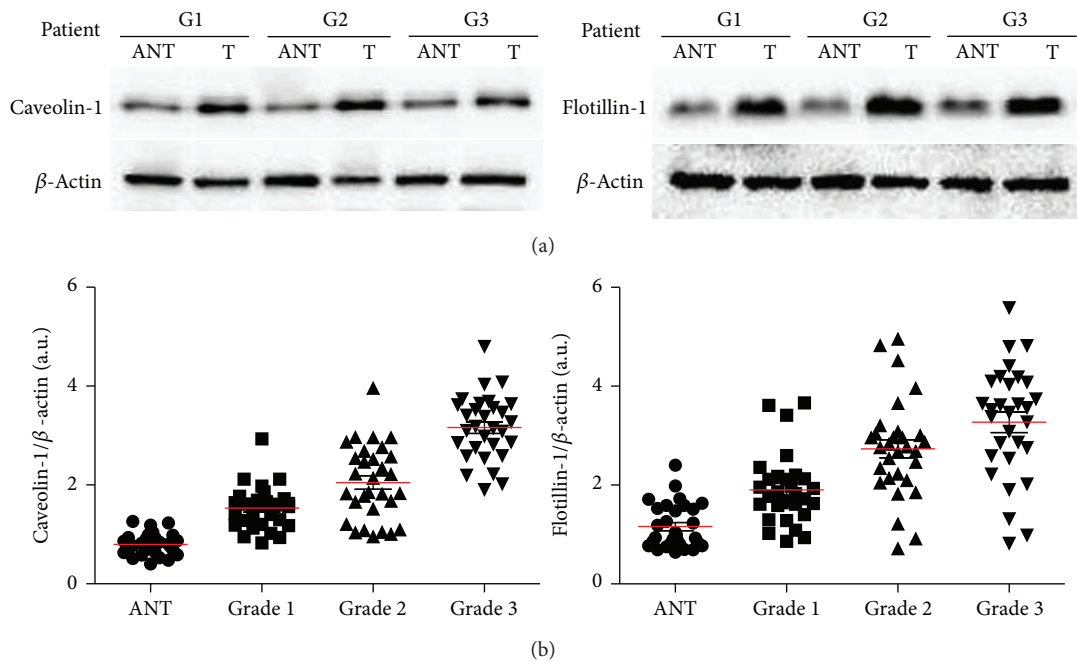 G1 G2 G3
Patient
ANT T ANT T ANT T
Caveolin-1
β-Actin
G1 G2 G3
Patient
ANT T ANT T ANT T
Flotillin-1
β-Actin
(a)
Caveolin-1/β -actin (a.u.)
6
4
2
0
ANT Grade 1 Grade 2 Grade 3
Flotillin-1/β-actin (a.u.)
6
4
2
0
ANT Grade 1 Grade 2 Grade 3
(b)